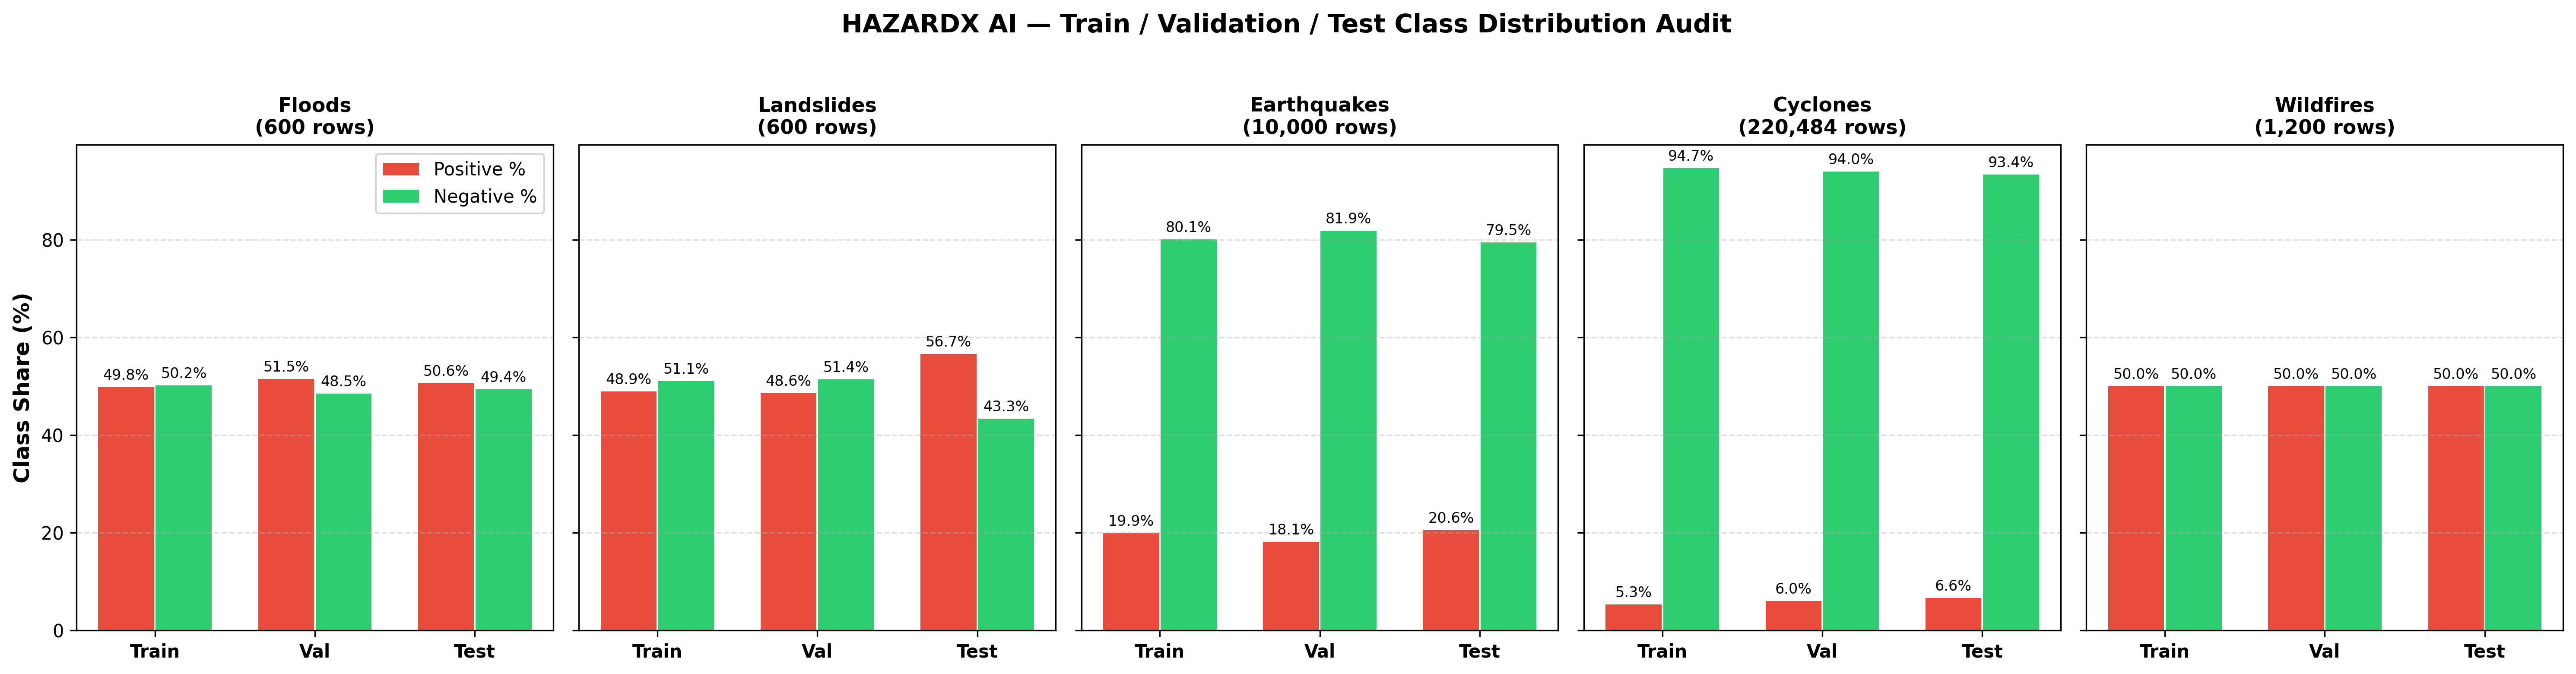 HAZARDX AI — Train / Validation / Test Class Distribution Audit
Floods
(600 rows)
Class Share (%)
80
60
40
20
0
Positive %
Negative %
49.8% 50.2%
51.5% 48.5%
50.6% 49.4%
Train Val Test
Landslides
(600 rows)
48.9% 51.1%
48.6% 51.4%
56.7% 43.3%
Train Val Test
Earthquakes
(10,000 rows)
19.9% 80.1%
18.1% 81.9%
20.6% 79.5%
Train Val Test
Cyclones
(220,484 rows)
5.3% 94.7%
6.0% 94.0%
6.6% 93.4%
Train Val Test
Wildfires
(1,200 rows)
50.0% 50.0%
50.0% 50.0%
50.0% 50.0%
Train Val Test